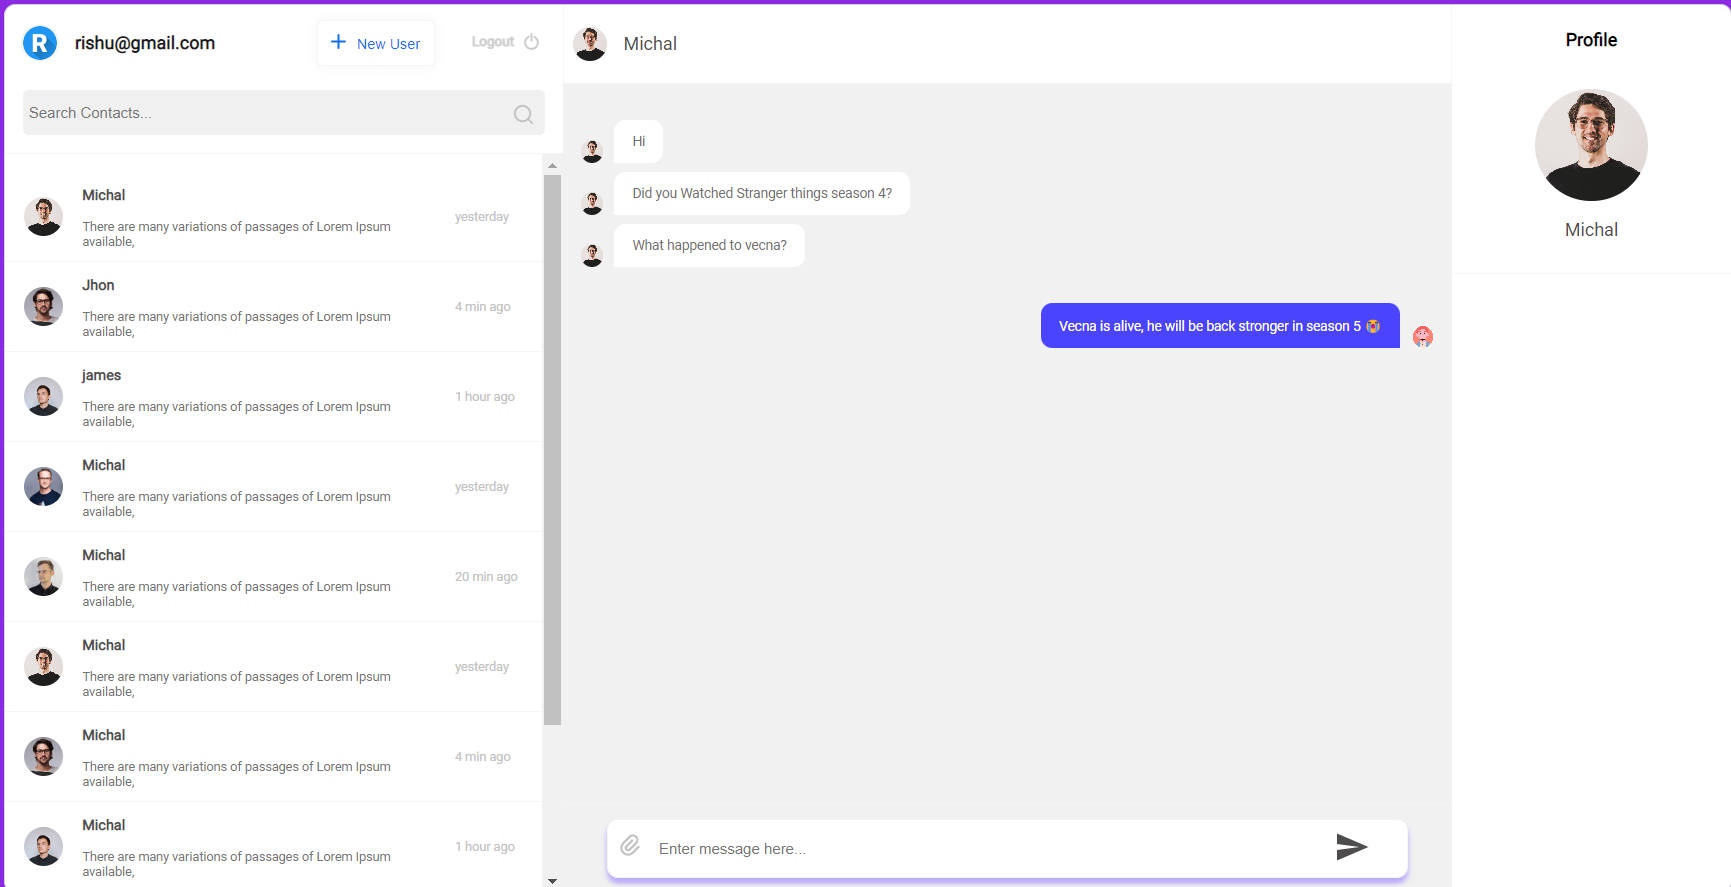 R rishu@gmail.com
New User
Logout
Search Contacts...
Michal
There are many variations of passages of Lorem Ipsum
available,
yesterday
Jhon
There are many variations of passages of Lorem Ipsum
available,
4 min ago
james
There are many variations of passages of Lorem Ipsum
available,
1 hour ago
Michal
There are many variations of passages of Lorem Ipsum
available,
yesterday
Michal
There are many variations of passages of Lorem Ipsum
available,
20 min ago
Michal
There are many variations of passages of Lorem Ipsum
available,
yesterday
Michal
There are many variations of passages of Lorem Ipsum
available,
4 min ago
Michal
There are many variations of passages of Lorem Ipsum
available,
1 hour ago
Michal
Hi
Did you Watched Stranger things season 4?
What happened to vecna?
Vecna is alive, he will be back stronger in season 5 😭
Enter message here...
Profile
Michal